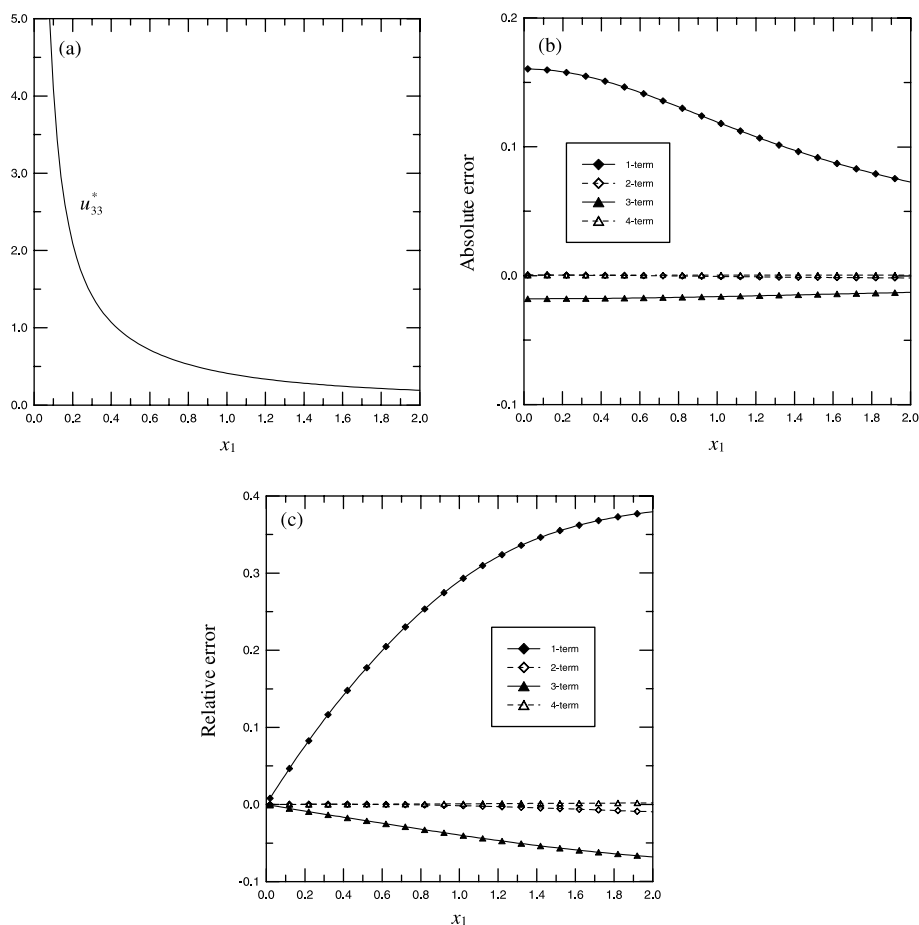 (a)
5.0
4.0
3.0
2.0
1.0
0.0
u*33
0.0 0.2 0.4 0.6 0.8 1.0 1.2 1.4 1.6 1.8 2.0
x1
(b)
Absolute error
0.2
0.1
0.0
-0.1
1-term
2-term
3-term
4-term
0.0 0.2 0.4 0.6 0.8 1.0 1.2 1.4 1.6 1.8 2.0
x1
(c)
Relative error
0.4
0.3
0.2
0.1
0.0
-0.1
1-term
2-term
3-term
4-term
0.0 0.2 0.4 0.6 0.8 1.0 1.2 1.4 1.6 1.8 2.0
x1